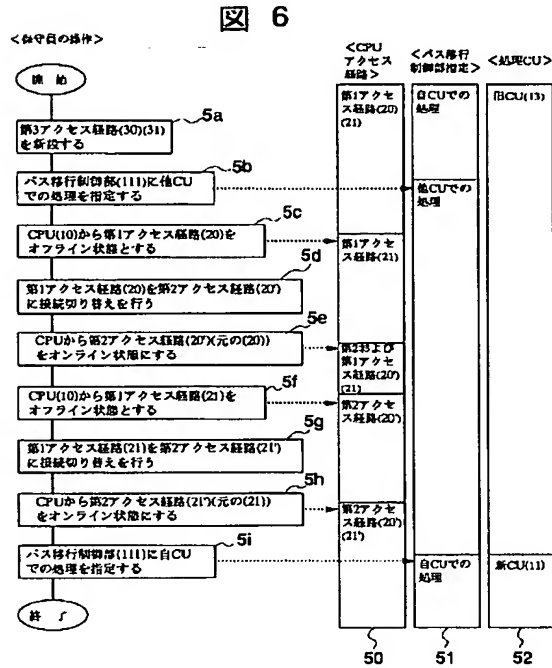 図 6
<保守員の操作>
<CPU
アクセス
経路>
<パス移行
制御部指定>
<処理CU>
開 始
5a
第3アクセス経路(30)(31)
を新設する
5b
パス移行制御部(111)に他CU
での処理を指定する
5c
CPU(10)から第1アクセス経路(20)を
オフライン状態とする
5d
第1アクセス経路(20)を第2アクセス経路(20')
に接続切り替えを行う
5e
CPUから第2アクセス経路(20')(元の(20))
をオンライン状態にする
5f
CPU(10)から第1アクセス経路(21)を
オフライン状態とする
5g
第1アクセス経路(21)を第2アクセス経路(21')
に接続切り替えを行う
5h
CPUから第2アクセス経路(21')(元の(21))
をオンライン状態にする
5i
パス移行制御部(111)に自CU
での処理を指定する
終 了
第1アクセ
ス経路(20)
(21)
第1アクセ
ス経路(21)
第2および
第1アクセ
ス経路(20')
(21)
第2アクセ
ス経路(20')
第2アクセ
ス経路(20')
(21')
50
自CUでの
処理
他CUでの
処理
自CUでの
処理
51
旧CU(13)
新CU(11)
52